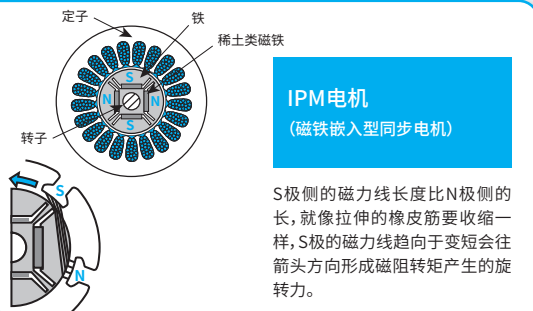 定子
铁
稀土类磁铁
S
N
N
S
转子
IPM电机
（磁铁嵌入型同步电机）
S
N
S极侧的磁力线长度比N极侧的
长，就像拉伸的橡皮筋要收缩一
样，S极的磁力线趋向于变短会往
箭头方向形成磁阻转矩产生的旋
转力。